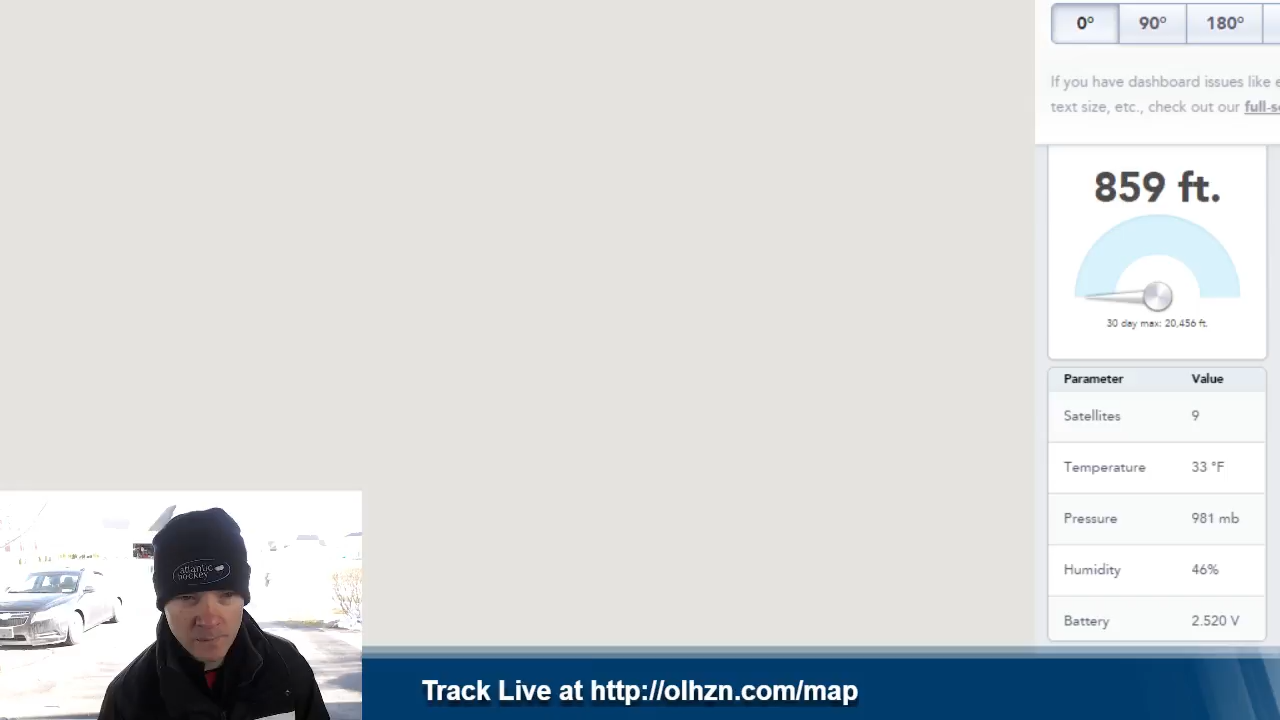 0° 90° 180°
If you have dashboard issues like e
text size, etc., check out our full-s
859 ft.
30 day max: 20,456 ft.
Parameter Value
Satellites 9
Temperature 33 °F
Pressure 981 mb
Humidity 46%
Battery 2.520 V
atlantic
hockey
Track Live at http://olhzn.com/map